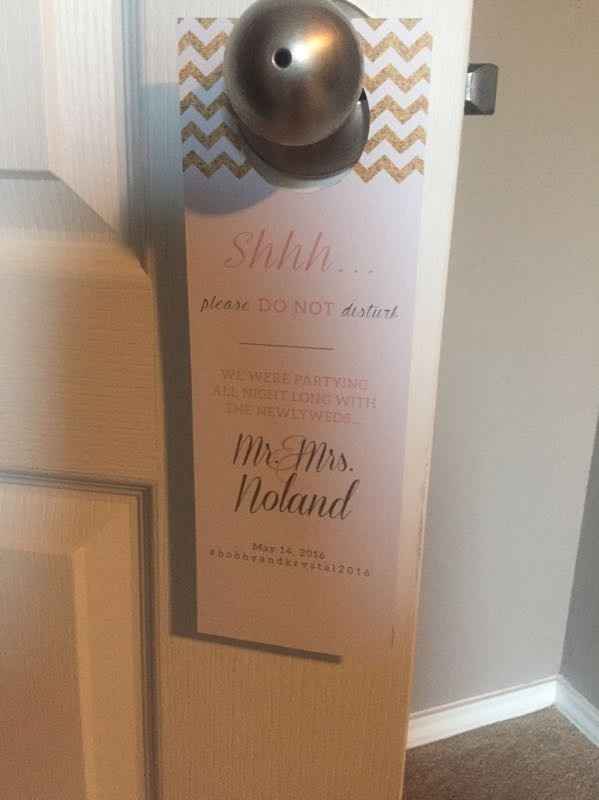 Shhh...
please DO NOT disturb
WE WERE PARTYING
ALL NIGHT LONG WITH
THE NEWLYWEDS...
Mr.&Mrs.
Noland
May 14, 2016
#bobbyandkrystal2016